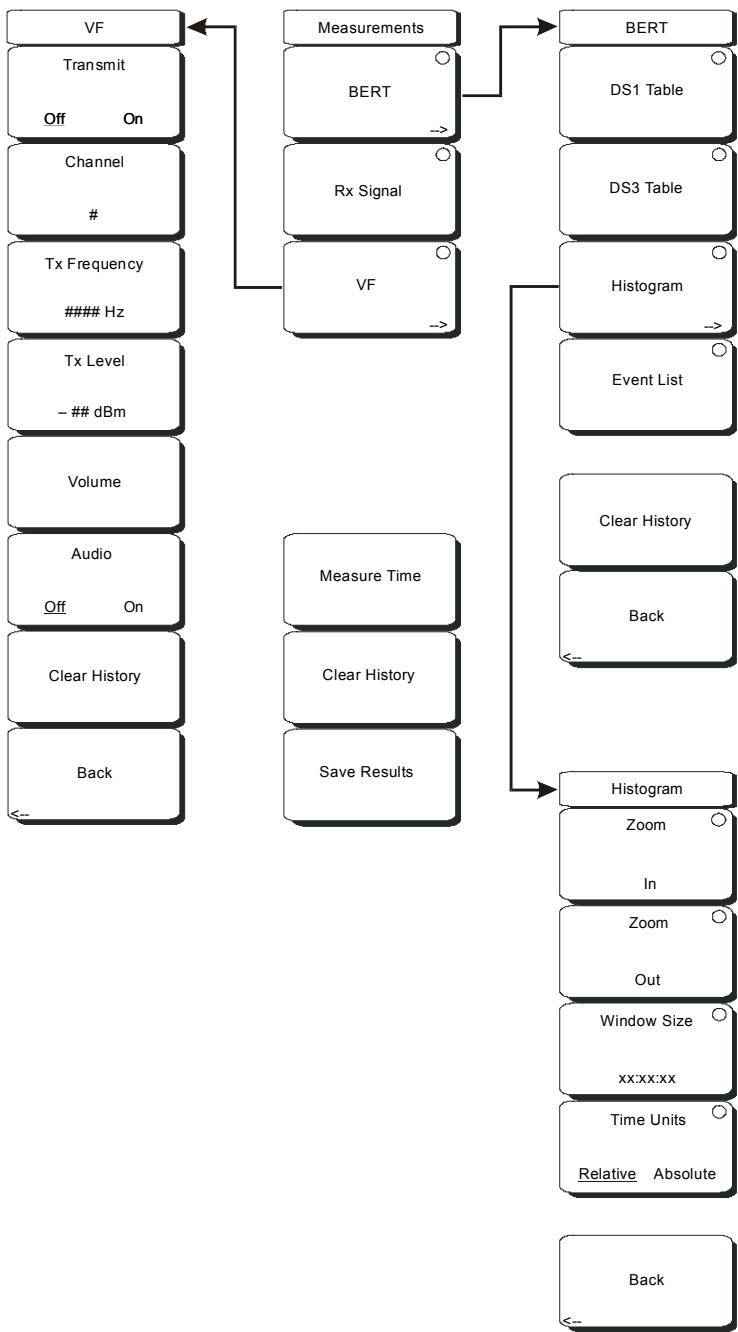 VF
Transmit
Off On
Channel
#
Tx Frequency
#### Hz
Tx Level
– ## dBm
Volume
Audio
Off On
Clear History
Back
<--
Measurements
BERT
-->
Rx Signal
VF
-->
Measure Time
Clear History
Save Results
BERT
DS1 Table
DS3 Table
Histogram
-->
Event List
Clear History
Back
<--
Histogram
Zoom
In
Zoom
Out
Window Size
xx:xx:xx
Time Units
Relative Absolute
Back
<--